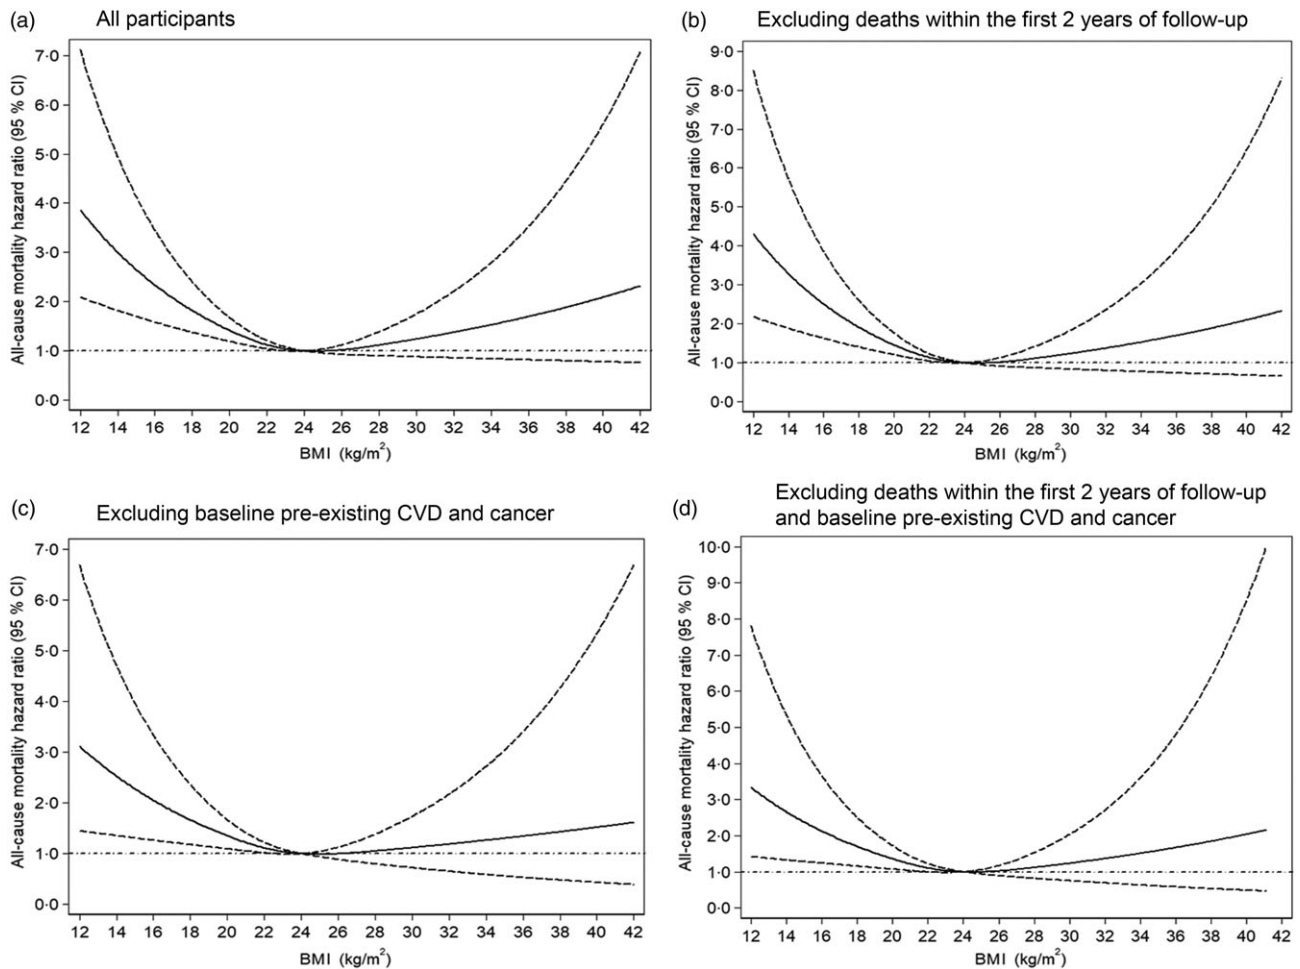 (a) All participants
All-cause mortality hazard ratio (95 % CI)
7·0
6·0
5·0
4·0
3·0
2·0
1·0
0·0
12 14 16 18 20 22 24 26 28 30 32 34 36 38 40 42
BMI (kg/m²)
(b) Excluding deaths within the first 2 years of follow-up
All-cause mortality hazard ratio (95 % CI)
9·0
8·0
7·0
6·0
5·0
4·0
3·0
2·0
1·0
0·0
12 14 16 18 20 22 24 26 28 30 32 34 36 38 40 42
BMI (kg/m²)
(c) Excluding baseline pre-existing CVD and cancer
All-cause mortality hazard ratio (95 % CI)
7·0
6·0
5·0
4·0
3·0
2·0
1·0
0·0
12 14 16 18 20 22 24 26 28 30 32 34 36 38 40 42
BMI (kg/m²)
(d) Excluding deaths within the first 2 years of follow-up
and baseline pre-existing CVD and cancer
All-cause mortality hazard ratio (95 % CI)
10·0
9·0
8·0
7·0
6·0
5·0
4·0
3·0
2·0
1·0
0·0
12 14 16 18 20 22 24 26 28 30 32 34 36 38 40 42
BMI (kg/m²)